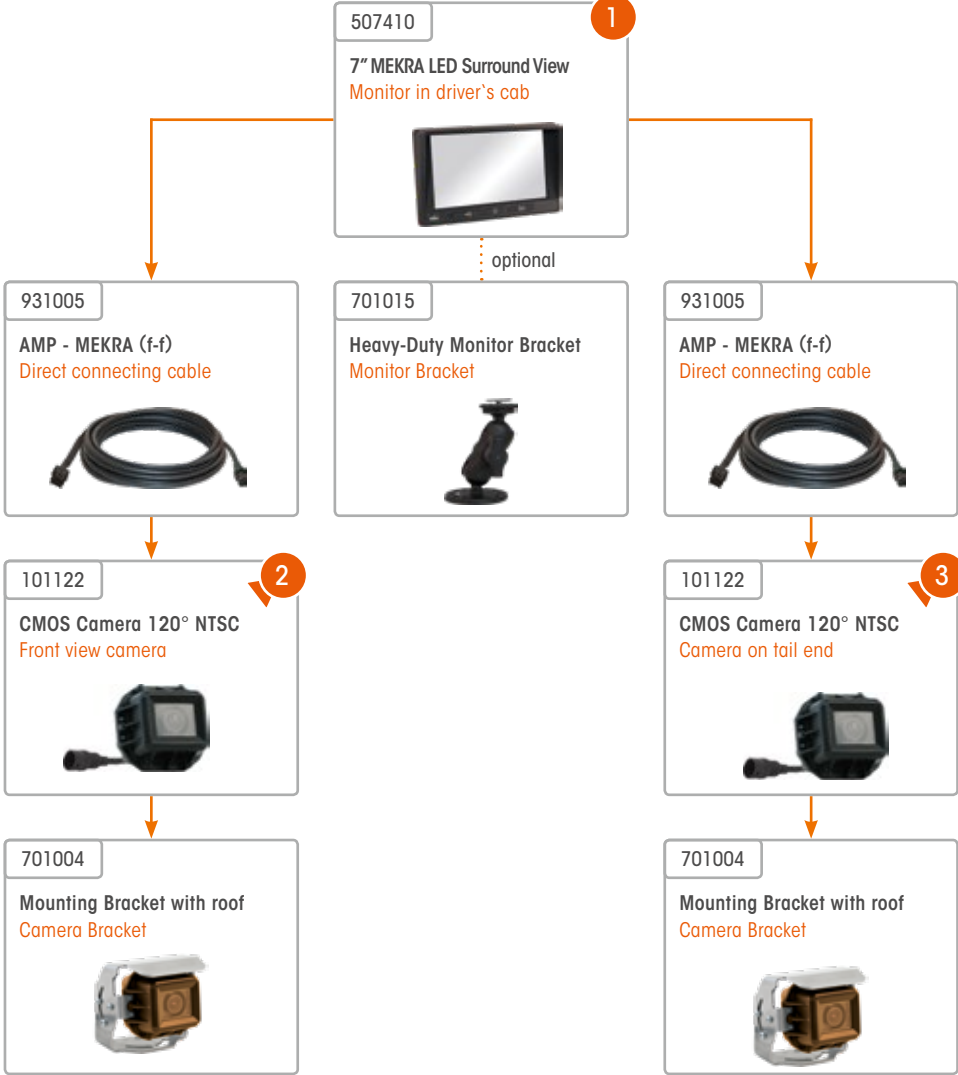 507410
1
7” MEKRA LED Surround View
Monitor in driver`s cab
optional
931005
AMP - MEKRA (f-f)
Direct connecting cable
701015
Heavy-Duty Monitor Bracket
Monitor Bracket
931005
AMP - MEKRA (f-f)
Direct connecting cable
101122
2
CMOS Camera 120° NTSC
Front view camera
101122
3
CMOS Camera 120° NTSC
Camera on tail end
701004
Mounting Bracket with roof
Camera Bracket
701004
Mounting Bracket with roof
Camera Bracket